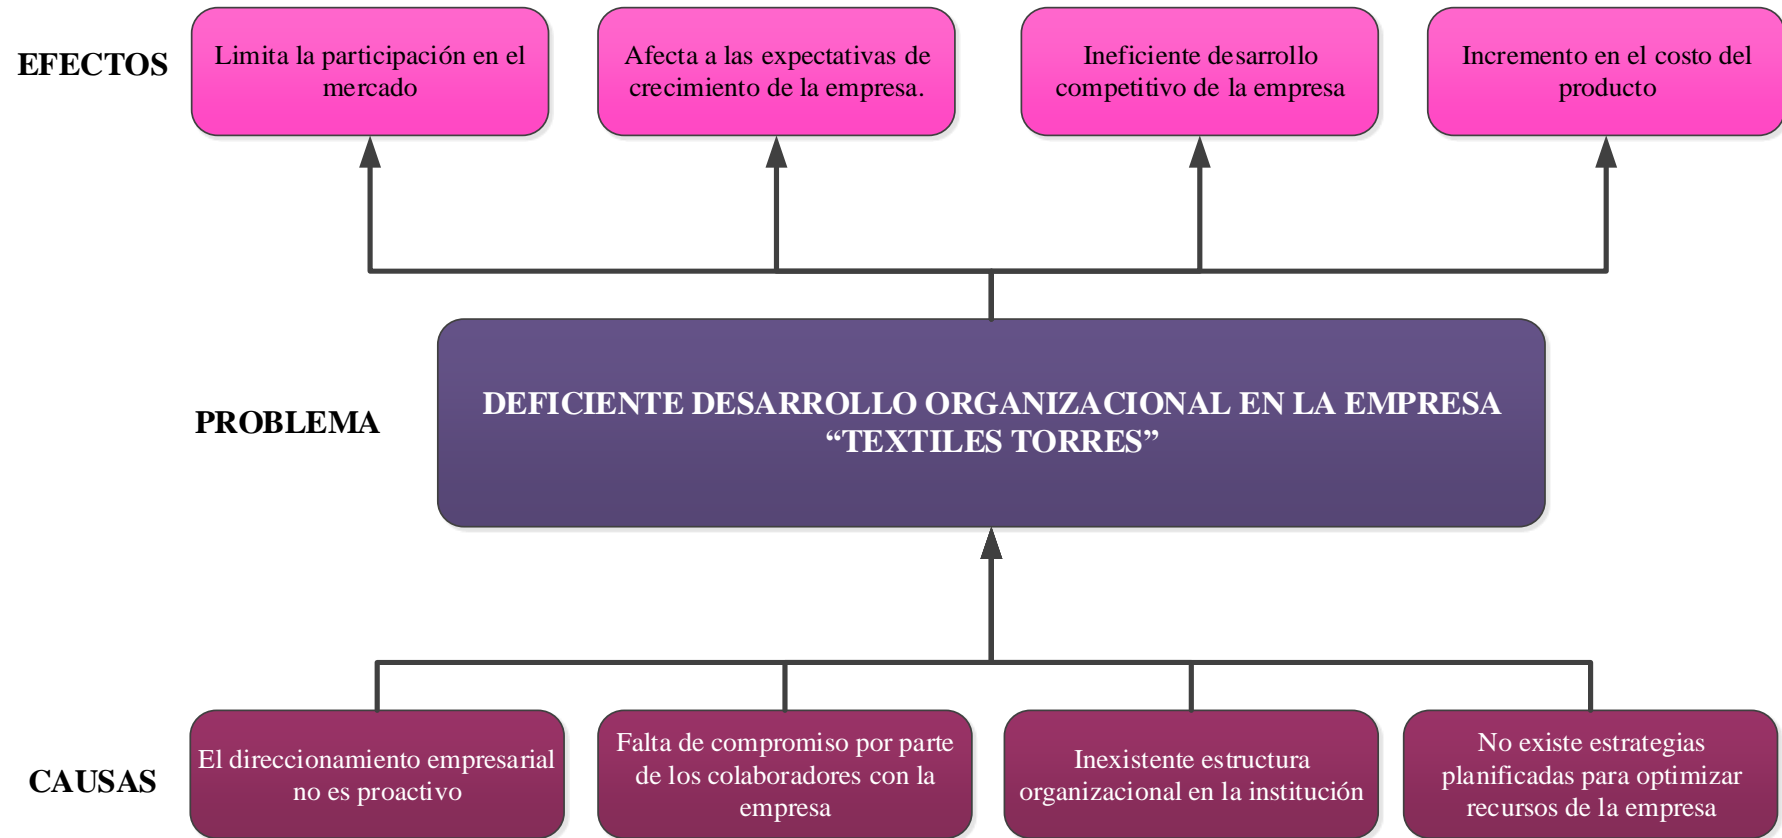 EFECTOS
Limita la participación en el
mercado
Afecta a las expectativas de
crecimiento de la empresa.
Ineficiente desarrollo
competitivo de la empresa
Incremento en el costo del
producto
PROBLEMA
DEFICIENTE DESARROLLO ORGANIZACIONAL EN LA EMPRESA
“TEXTILES TORRES”
CAUSAS
El direccionamiento empresarial
no es proactivo
Falta de compromiso por parte
de los colaboradores con la
empresa
Inexistente estructura
organizacional en la institución
No existe estrategias
planificadas para optimizar
recursos de la empresa